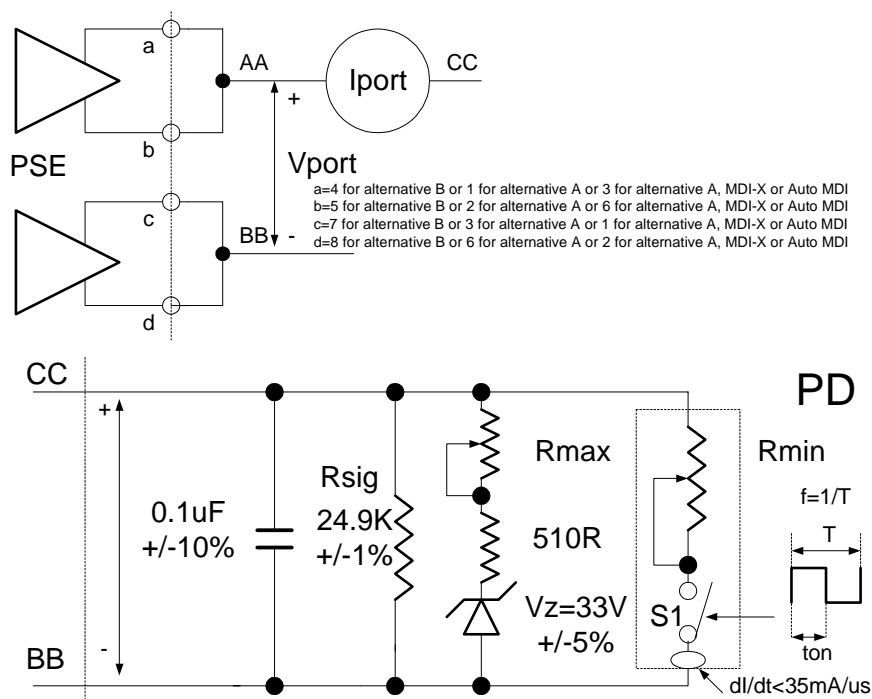 a
AA
CC
Iport
+
b
PSE
Vport
a=4 for alternative B or 1 for alternative A or 3 for alternative A, MDI-X or Auto MDI
b=5 for alternative B or 2 for alternative A or 6 for alternative A, MDI-X or Auto MDI
c=7 for alternative B or 3 for alternative A or 1 for alternative A, MDI-X or Auto MDI
d=8 for alternative B or 6 for alternative A or 2 for alternative A, MDI-X or Auto MDI
c
BB
-
d
CC
PD
+
Rmax
Rmin
Rsig
f=1/T
0.1uF
24.9K
T
+/-10%
+/-1%
510R
Vz=33V
S1
+/-5%
BB
-
ton
dI/dt<35mA/us